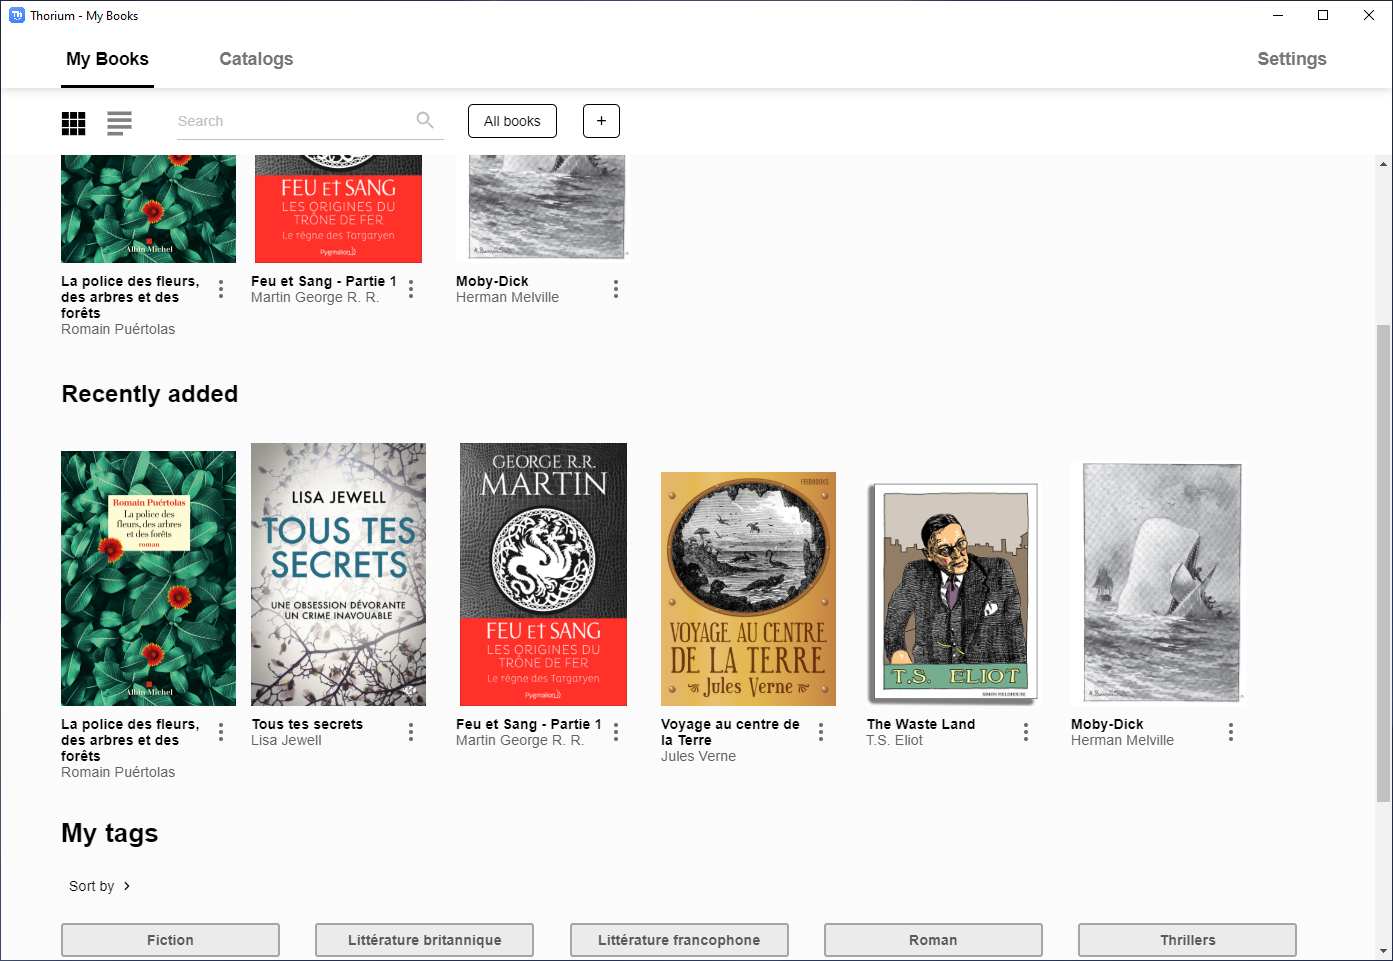 Thorium - My Books
My Books
Catalogs
Settings
Search
All books
+
Albin Michel
FEU ET SANG
LES ORIGINES DU
TRÔNE DE FER
Le règne des Targaryen
Pygmalion
La police des fleurs,
des arbres et des
forêts
Romain Puértolas
Feu et Sang - Partie 1
Martin George R. R.
Moby-Dick
Herman Melville
Recently added
Romain Puértolas
La police des
fleurs, des arbres
et des forêts
roman
Albin Michel
LISA JEWELL
TOUS TES
SECRETS
UNE OBSESSION DÉVORANTE
UN CRIME INAVOUABLE
GEORGE R.R.
MARTIN
FEU ET SANG
LES ORIGINES DU
TRÔNE DE FER
Le règne des Targaryen
Pygmalion
FEEDBOOKS
VOYAGE AU CENTRE
DE LA TERRE
Jules Verne
T.S. ELIOT
SIMON FIELDHOUSE
La police des fleurs,
des arbres et des
forêts
Romain Puértolas
Tous tes secrets
Lisa Jewell
Feu et Sang - Partie 1
Martin George R. R.
Voyage au centre de
la Terre
Jules Verne
The Waste Land
T.S. Eliot
Moby-Dick
Herman Melville
My tags
Sort by
Fiction
Littérature britannique
Littérature francophone
Roman
Thrillers